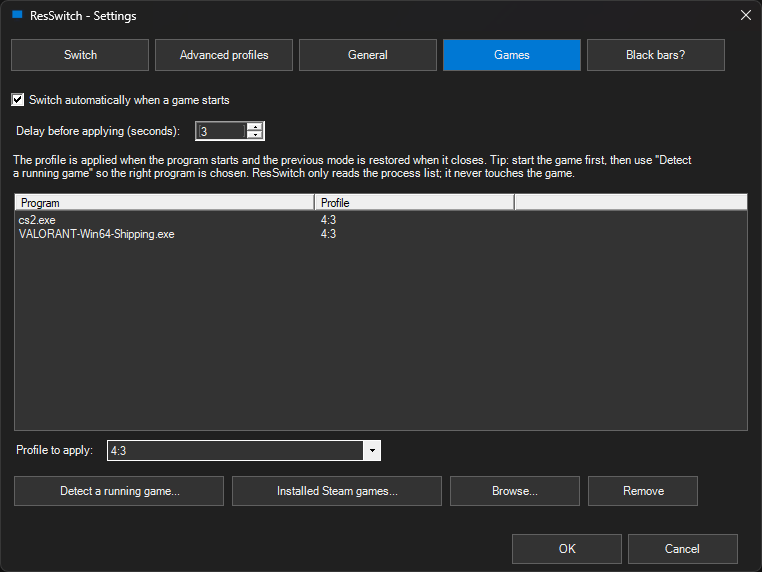 ResSwitch - Settings
Switch
Advanced profiles
General
Games
Black bars?
Switch automatically when a game starts
Delay before applying (seconds):
3
The profile is applied when the program starts and the previous mode is restored when it closes. Tip: start the game first, then use "Detect
a running game" so the right program is chosen. ResSwitch only reads the process list; it never touches the game.
Program
Profile
cs2.exe
4:3
VALORANT-Win64-Shipping.exe
4:3
Profile to apply:
4:3
Detect a running game...
Installed Steam games...
Browse...
Remove
OK
Cancel